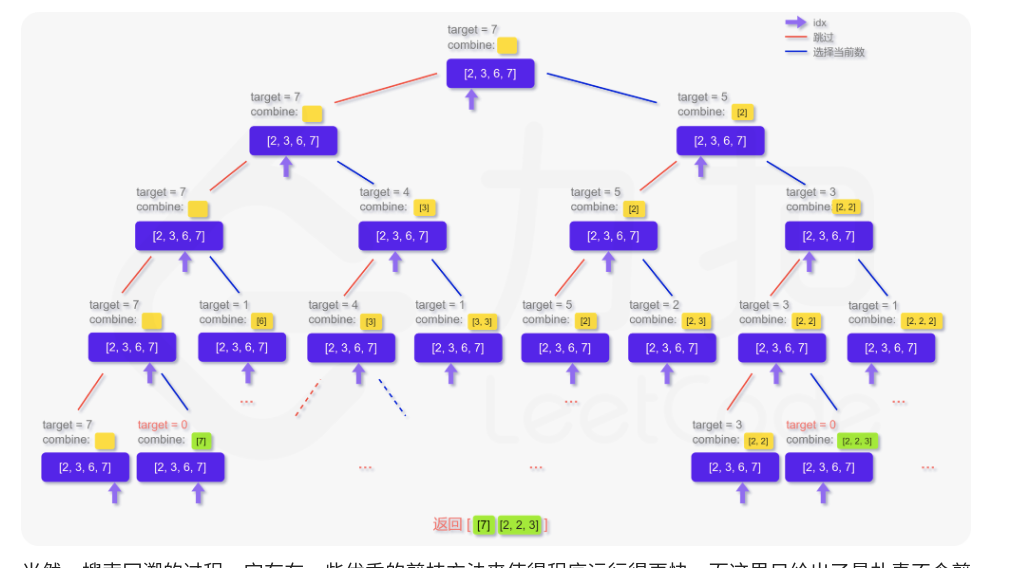 target = 7
combine:
[2, 3, 6, 7]
idx
跳过
选择当前数
target = 7
combine:
[2, 3, 6, 7]
target = 5
combine: [2]
[2, 3, 6, 7]
target = 7
combine:
[2, 3, 6, 7]
target = 4
combine: [3]
[2, 3, 6, 7]
target = 5
combine: [2]
[2, 3, 6, 7]
target = 3
combine: [2, 2]
[2, 3, 6, 7]
target = 7
combine:
[2, 3, 6, 7]
target = 1
combine: [6]
[2, 3, 6, 7]
...
target = 4
combine: [3]
[2, 3, 6, 7]
target = 1
combine: [3, 3]
[2, 3, 6, 7]
target = 5
combine: [2]
[2, 3, 6, 7]
...
target = 2
combine: [2, 3]
[2, 3, 6, 7]
target = 3
combine: [2, 2]
[2, 3, 6, 7]
target = 1
combine: [2, 2, 2]
[2, 3, 6, 7]
...
target = 7
combine:
[2, 3, 6, 7]
target = 0
combine: [7]
[2, 3, 6, 7]
...
...
target = 3
combine: [2, 2]
[2, 3, 6, 7]
target = 0
combine: [2, 2, 3]
[2, 3, 6, 7]
...
返回 [ [7] [2, 2, 3] ]
力扣
LeetCode